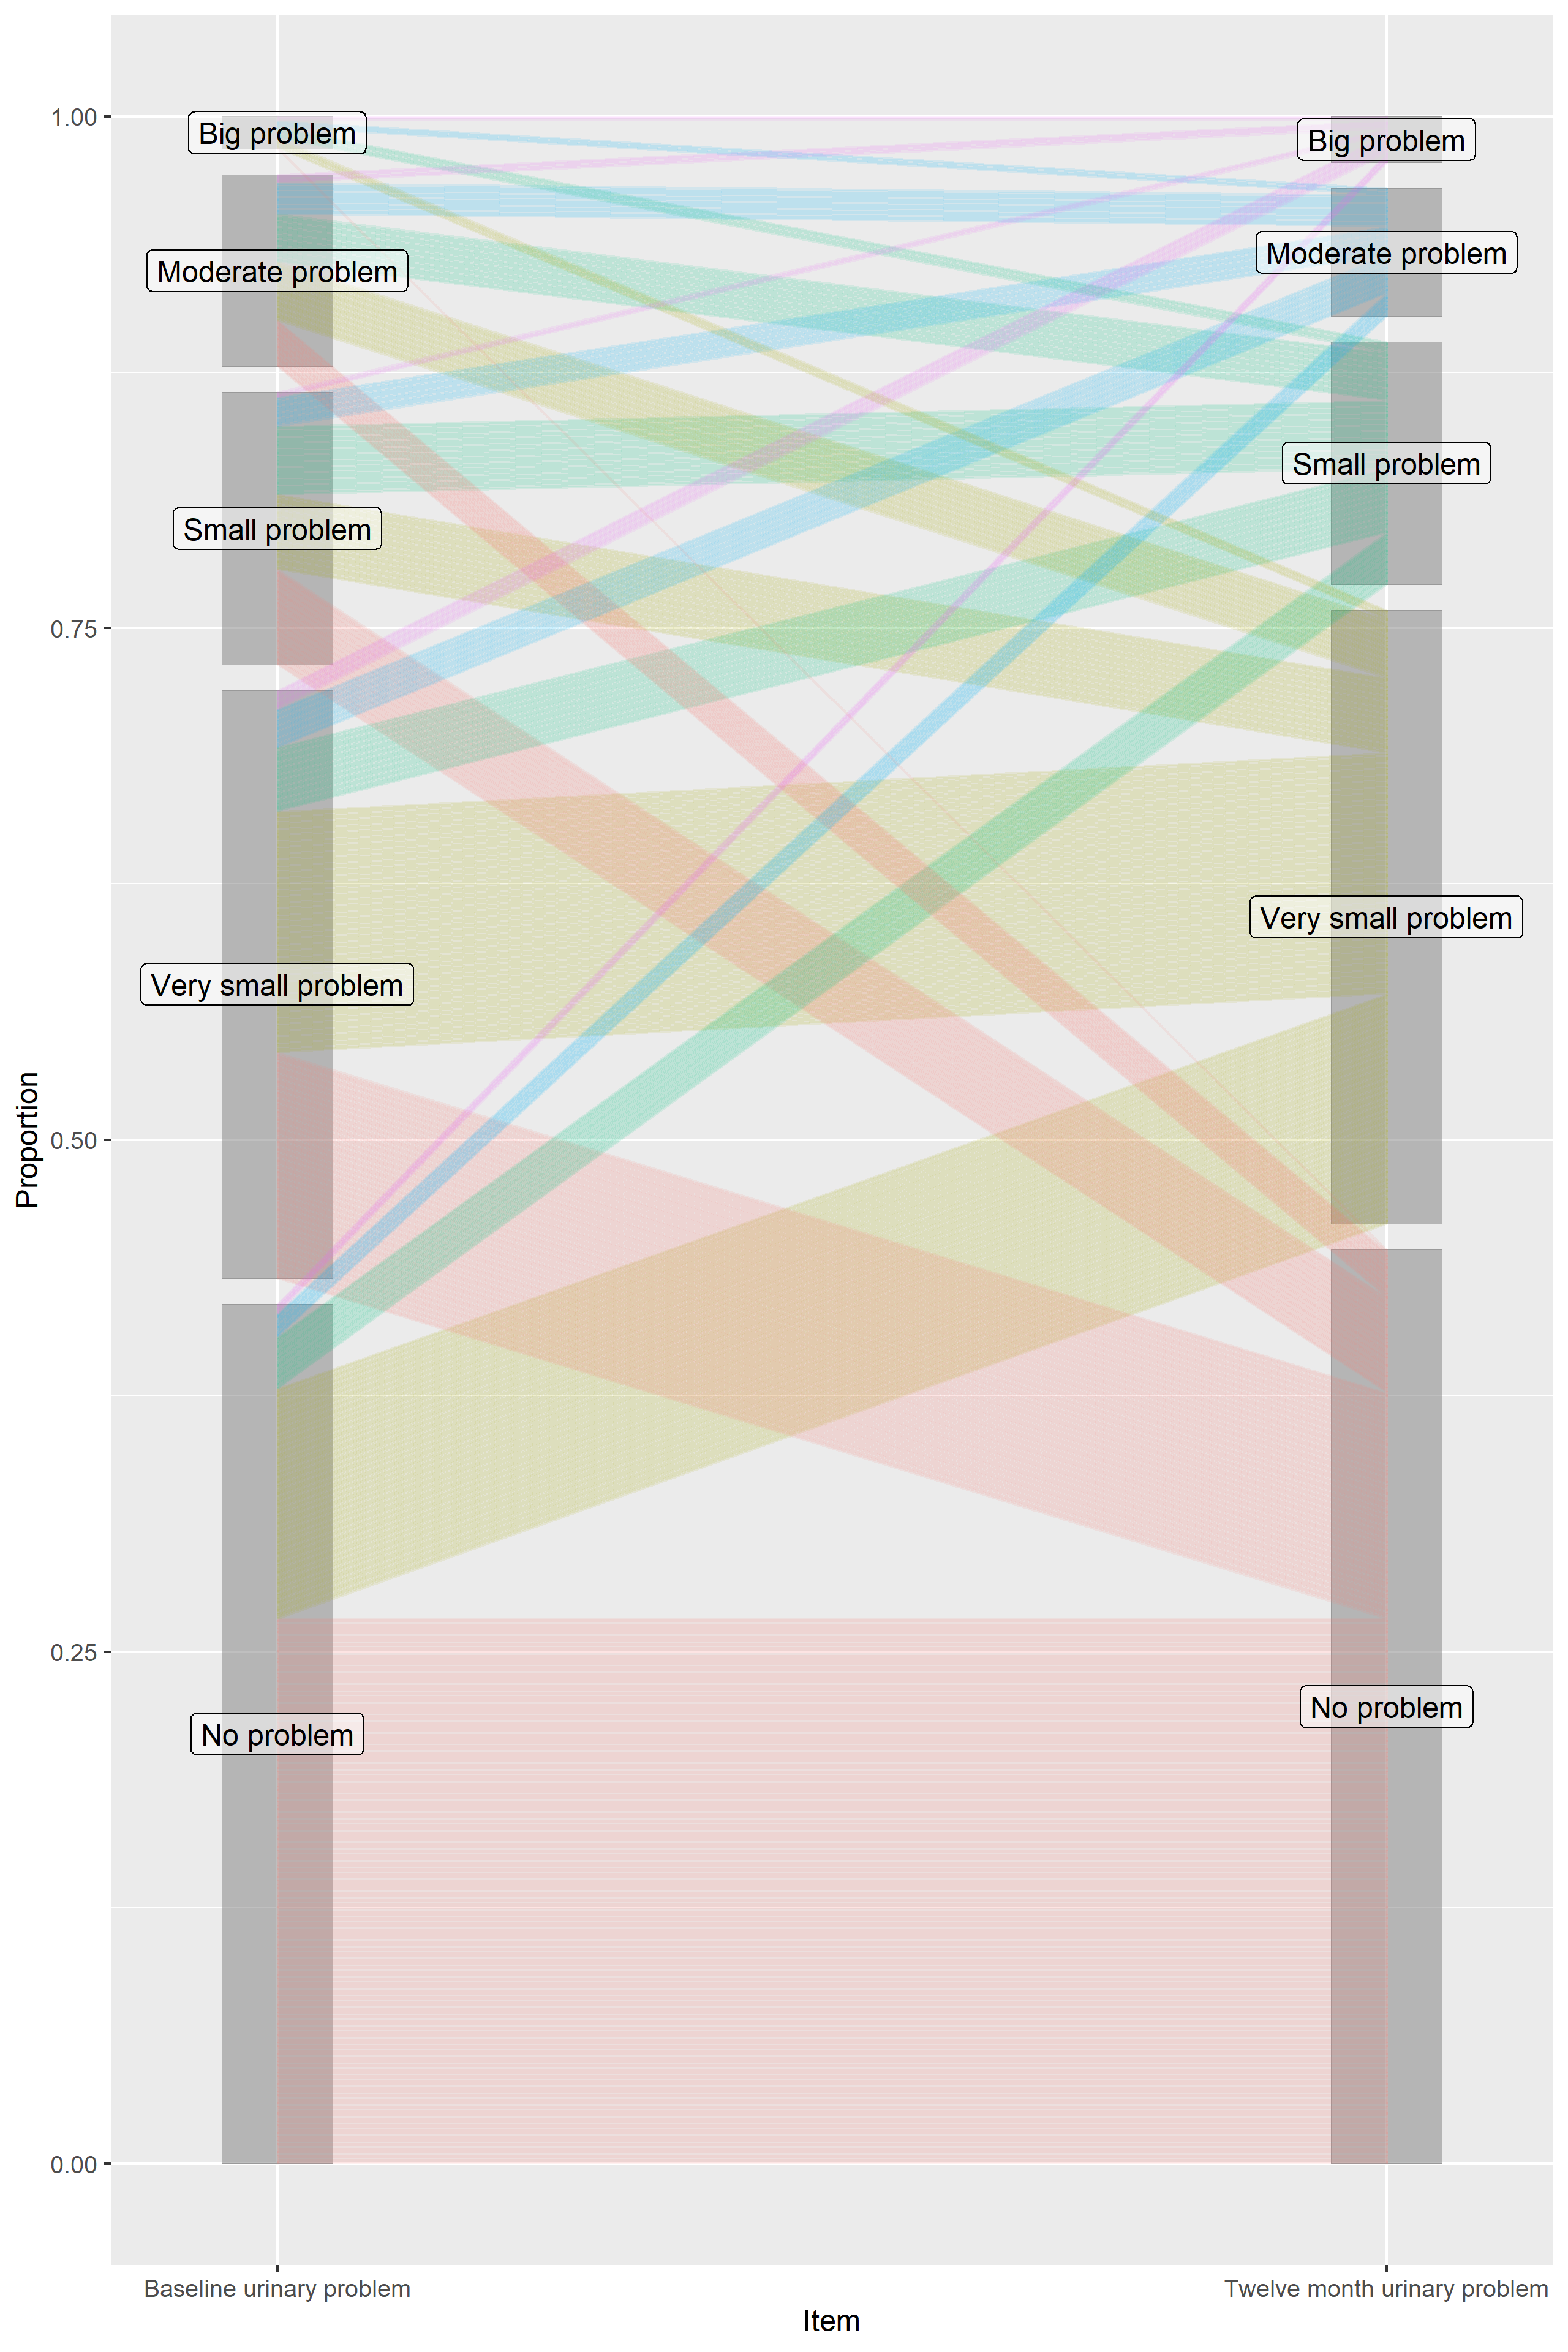 1.00
0.75
0.50
0.25
0.00
Proportion
Big problem
Moderate problem
Small problem
Very small problem
No problem
Big problem
Moderate problem
Small problem
Very small problem
No problem
Baseline urinary problem
Twelve month urinary problem
Item